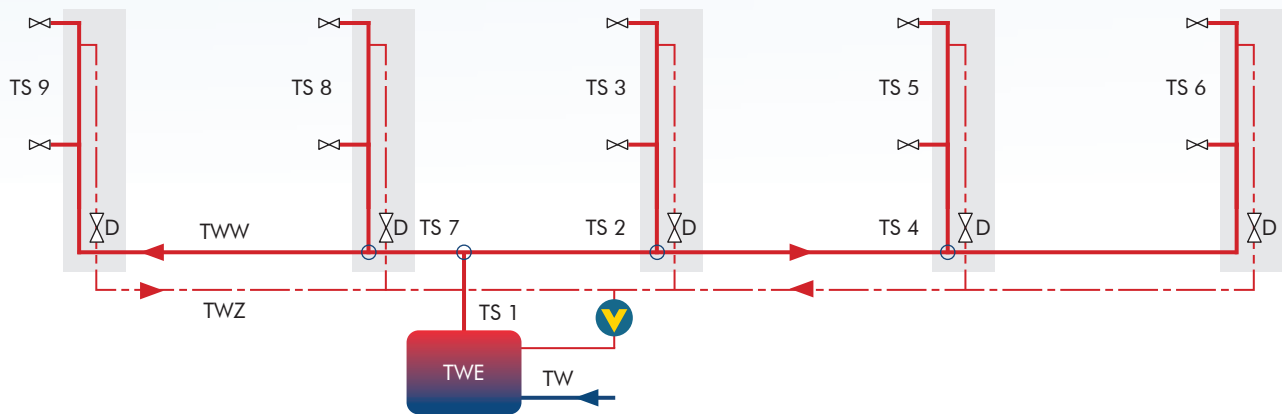 TS 9
TS 8
TS 3
TS 5
TS 6
D
D
D
D
D
TWW
TS 7
TS 2
TS 4
TWZ
TS 1
TWE
TW